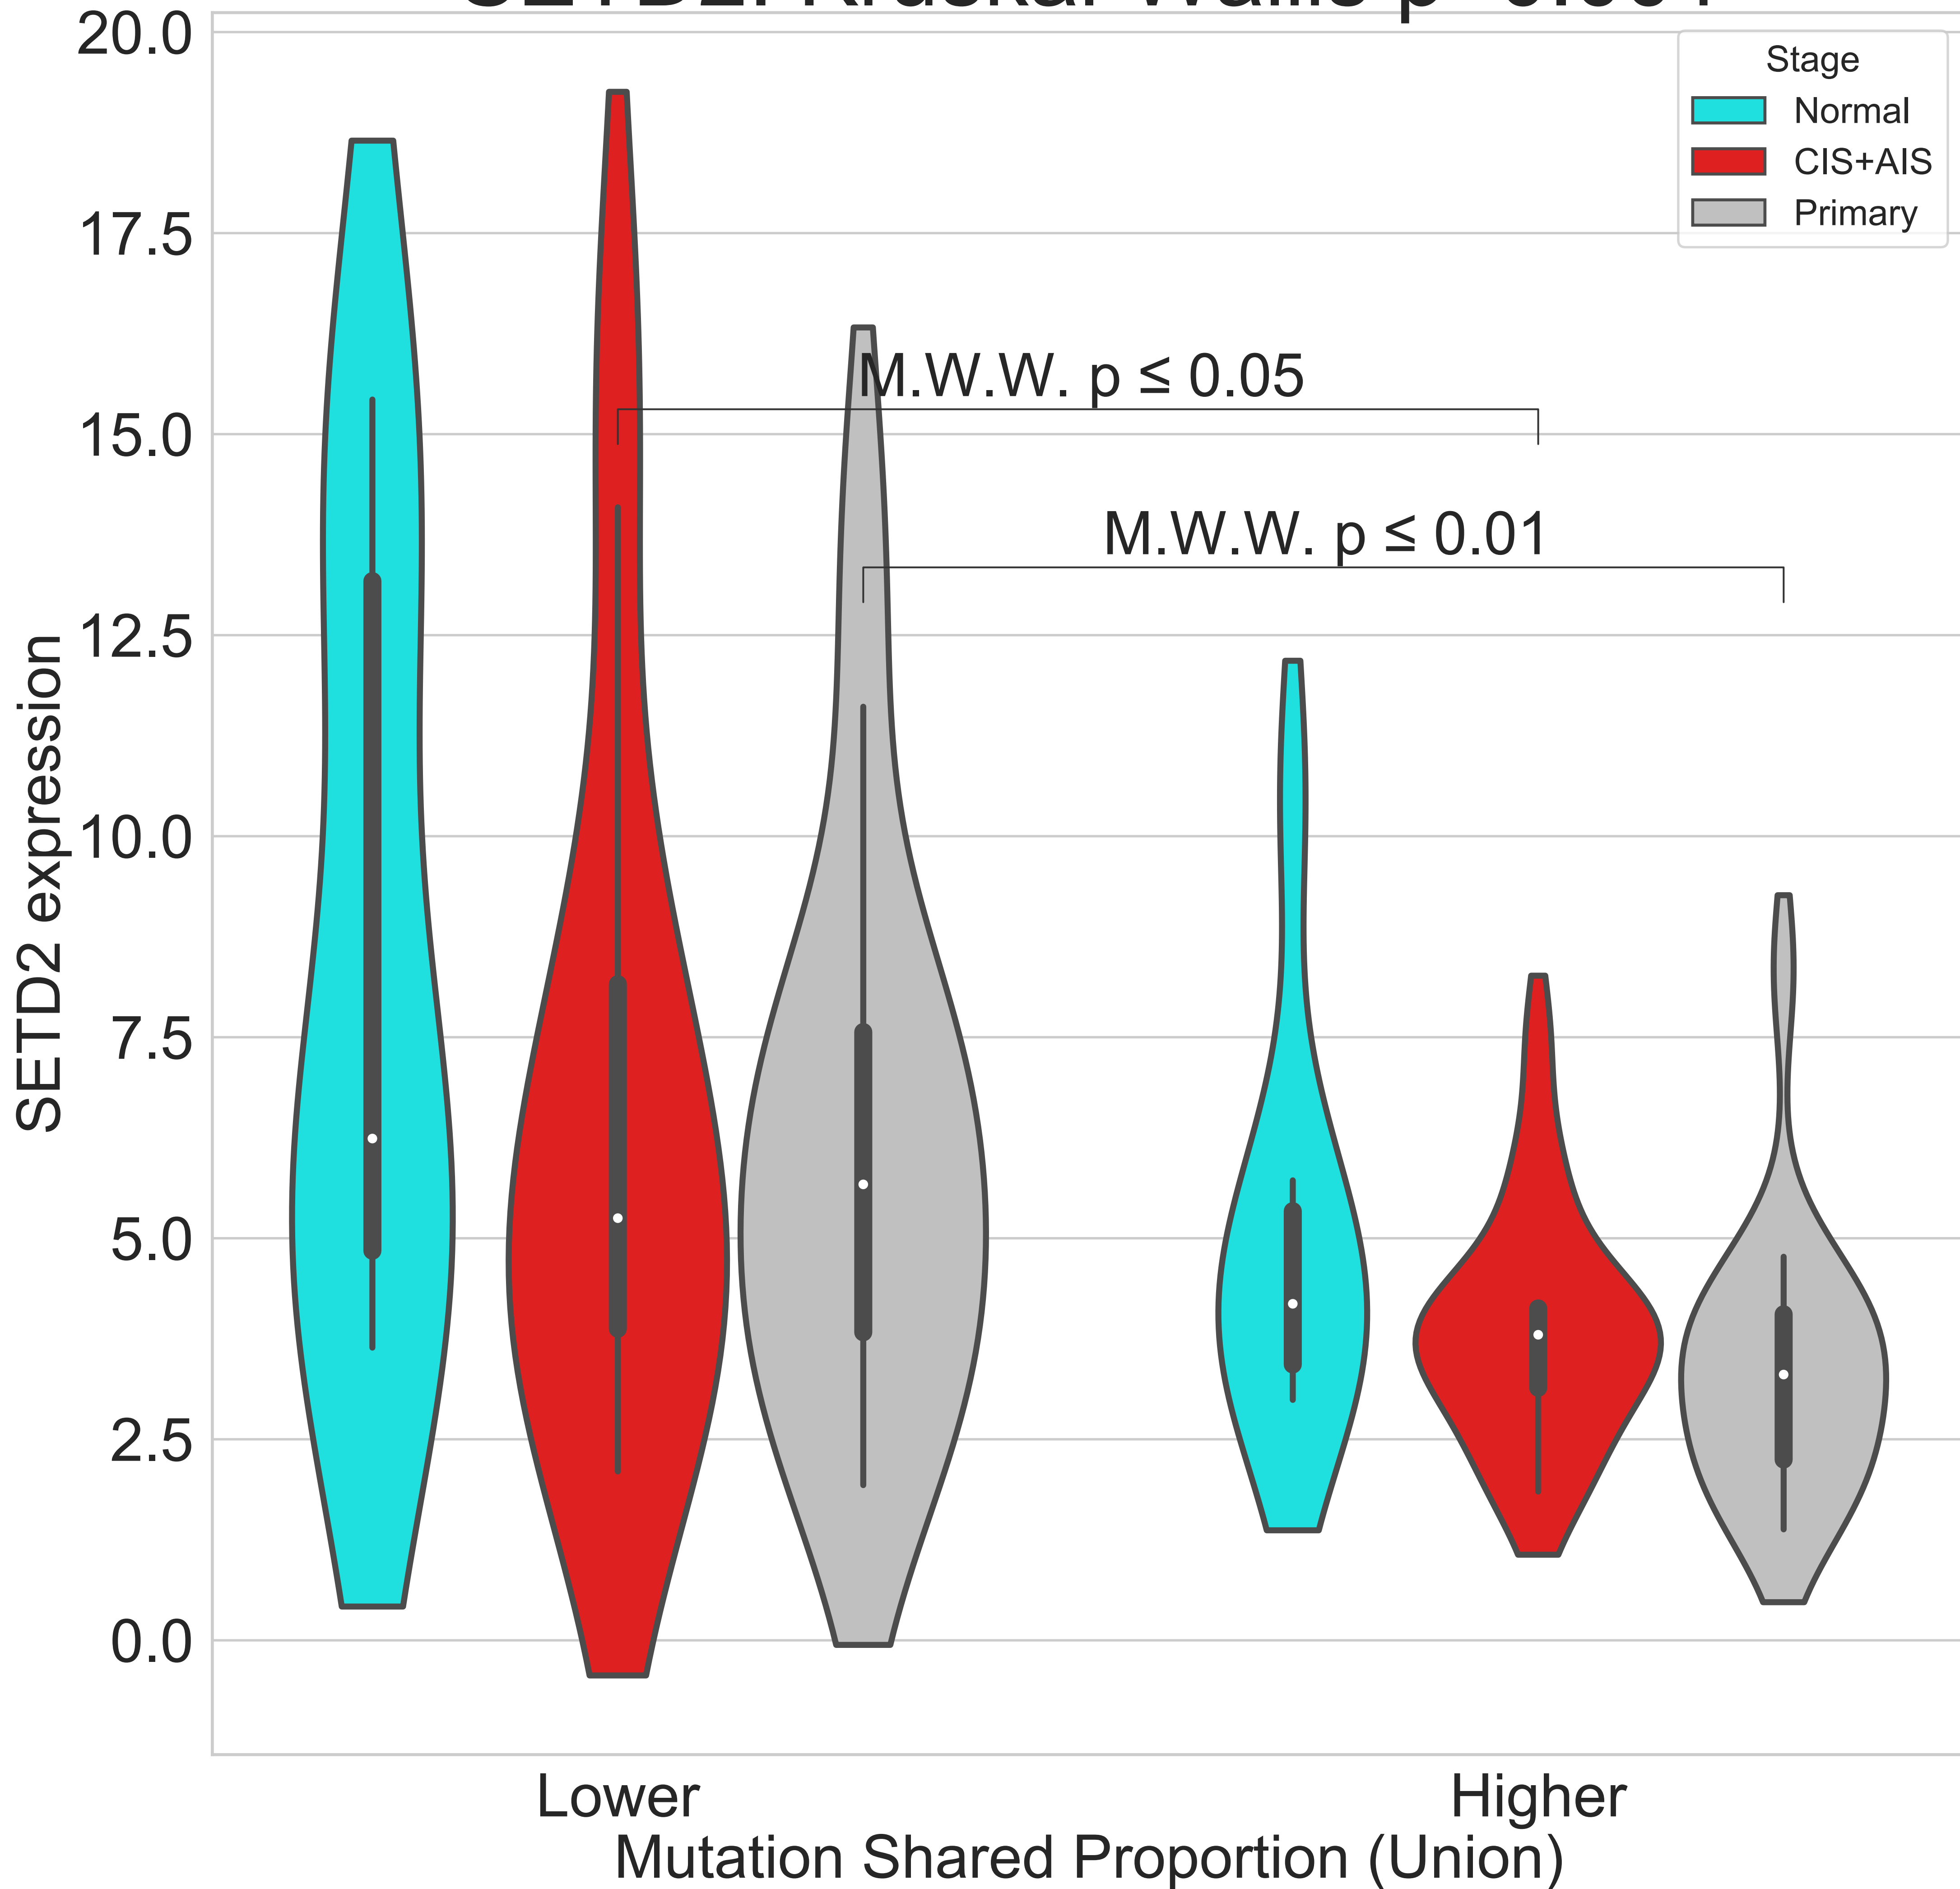 20.0
17.5
15.0
12.5
10.0
7.5
5.0
2.5
0.0
SETD2 expression
Stage
Normal
CIS+AIS
Primary
M.W.W. p ≤ 0.05
M.W.W. p ≤ 0.01
Lower
Higher
Mutation Shared Proportion (Union)